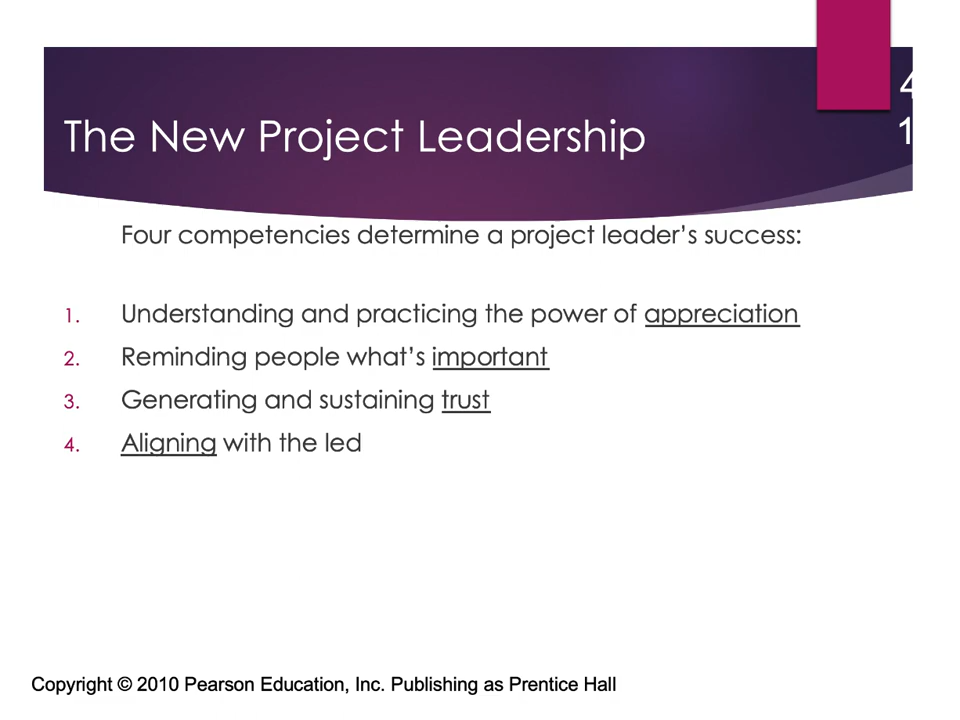 The New Project Leadership
Four competencies determine a project leader’s success:
1. Understanding and practicing the power of appreciation
2. Reminding people what’s important
3. Generating and sustaining trust
4. Aligning with the led
Copyright © 2010 Pearson Education, Inc. Publishing as Prentice Hall